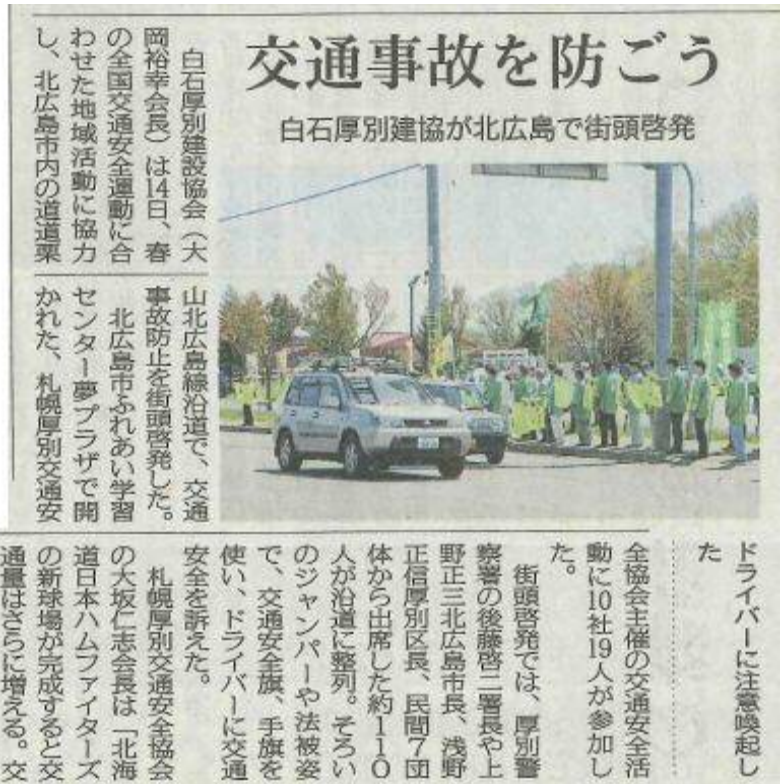 交通事故を防ごう
白石厚別建協が北広島で街頭啓発
白石厚別建設協会（大
岡裕幸会長）は14日、春
の全国交通安全運動に合
わせた地域活動に協力
し、北広島市内の道道栗
山北広島線沿道で、交通
事故防止を街頭啓発した。
北広島市ふれあい学習
センター夢プラザで開
かれた、札幌厚別交通安
ドライバーに注意喚起し
た
全協会主催の交通安全活
動に10社19人が参加し
た。
街頭啓発では、厚別警
察署の後藤啓二署長や上
野正三北広島市長、浅野
正信厚別区長、民間7団
体から出席した約110
人が沿道に整列。そろい
のジャンパーや法被姿
で、交通安全旗、手旗を
使い、ドライバーに交通
安全を訴えた。
札幌厚別交通安全協会
の大坂仁志会長は「北海
道日本ハムファイターズ
の新球場が完成すると交
通量はさらに増える。交